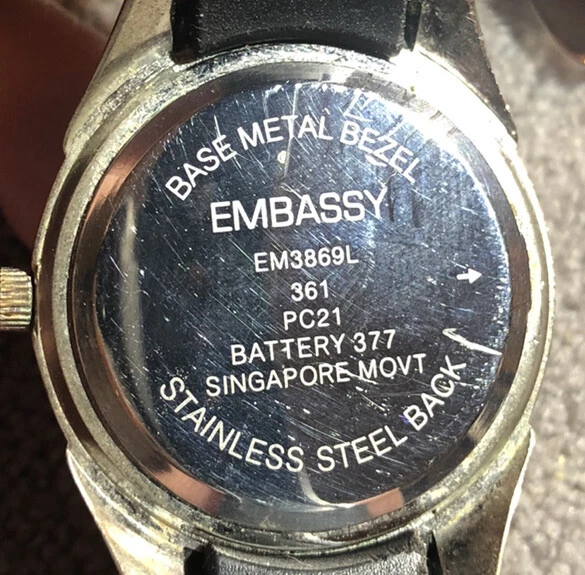 BASE METAL BEZEL
EMBASSY
EM3869L
361
PC21
BATTERY 377
SINGAPORE MOVT
STAINLESS STEEL BACK